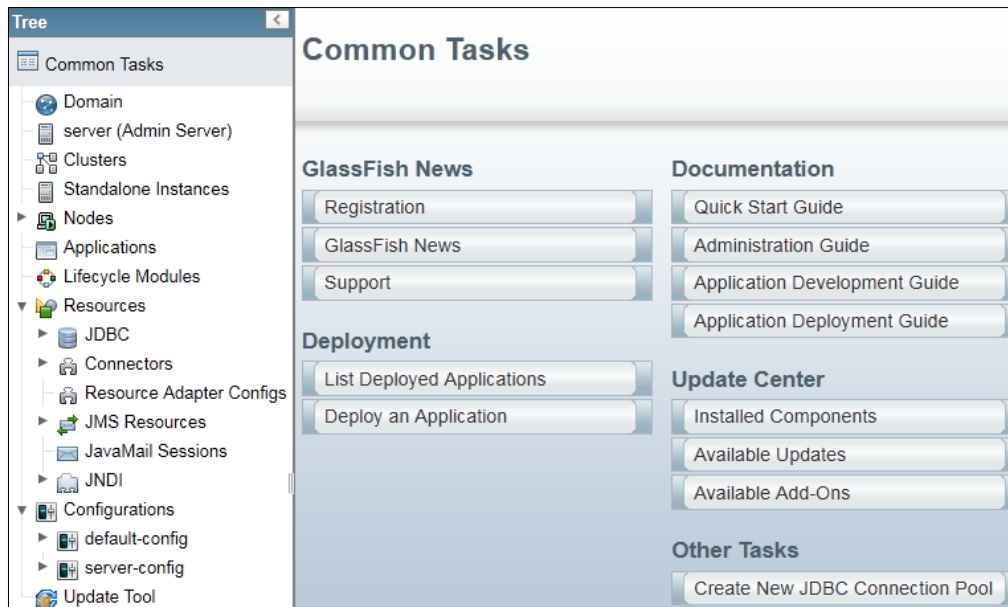 Tree
Common Tasks
Domain
server (Admin Server)
Clusters
Standalone Instances
Nodes
Applications
Lifecycle Modules
Resources
JDBC
Connectors
Resource Adapter Configs
JMS Resources
JavaMail Sessions
JNDI
Configurations
default-config
server-config
Update Tool
Common Tasks
GlassFish News
Registration
GlassFish News
Support
Deployment
List Deployed Applications
Deploy an Application
Documentation
Quick Start Guide
Administration Guide
Application Development Guide
Application Deployment Guide
Update Center
Installed Components
Available Updates
Available Add-Ons
Other Tasks
Create New JDBC Connection Pool